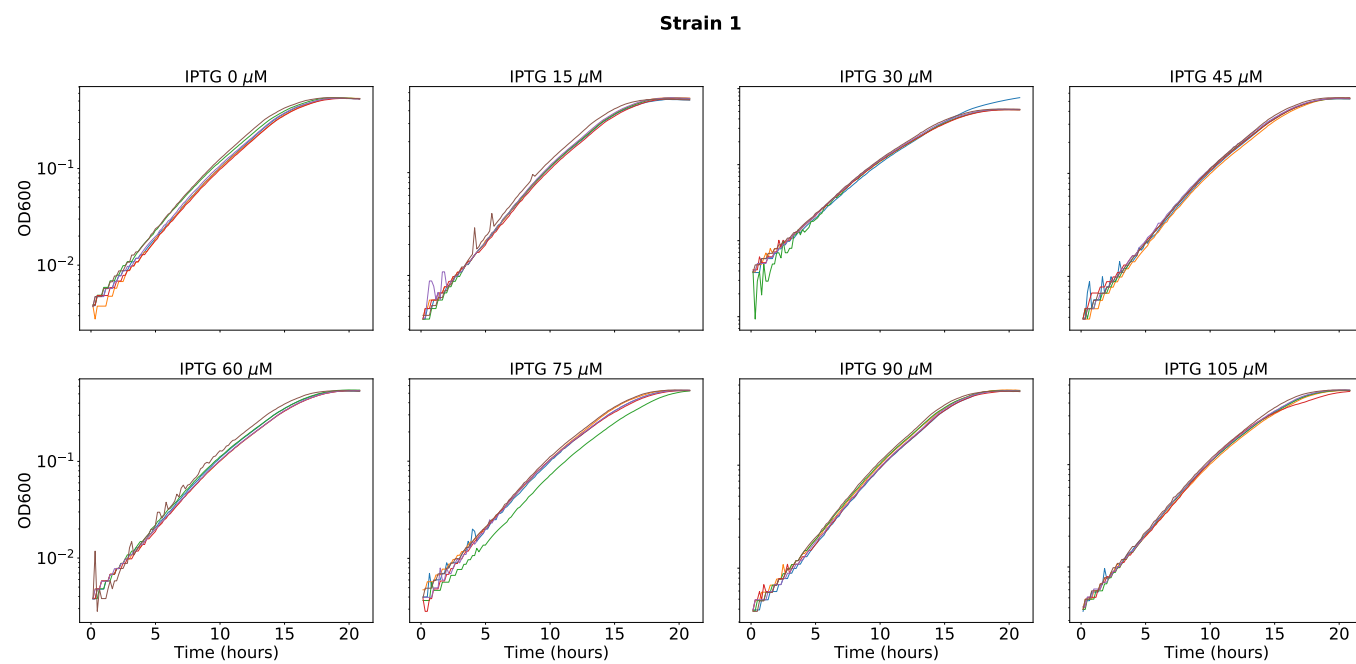 Strain 1
IPTG 0 μM
IPTG 15 μM
IPTG 30 μM
IPTG 45 μM
OD600
10⁻¹
10⁻²
IPTG 60 μM
IPTG 75 μM
IPTG 90 μM
IPTG 105 μM
OD600
10⁻¹
10⁻²
0 5 10 15 20
0 5 10 15 20
0 5 10 15 20
0 5 10 15 20
Time (hours)
Time (hours)
Time (hours)
Time (hours)